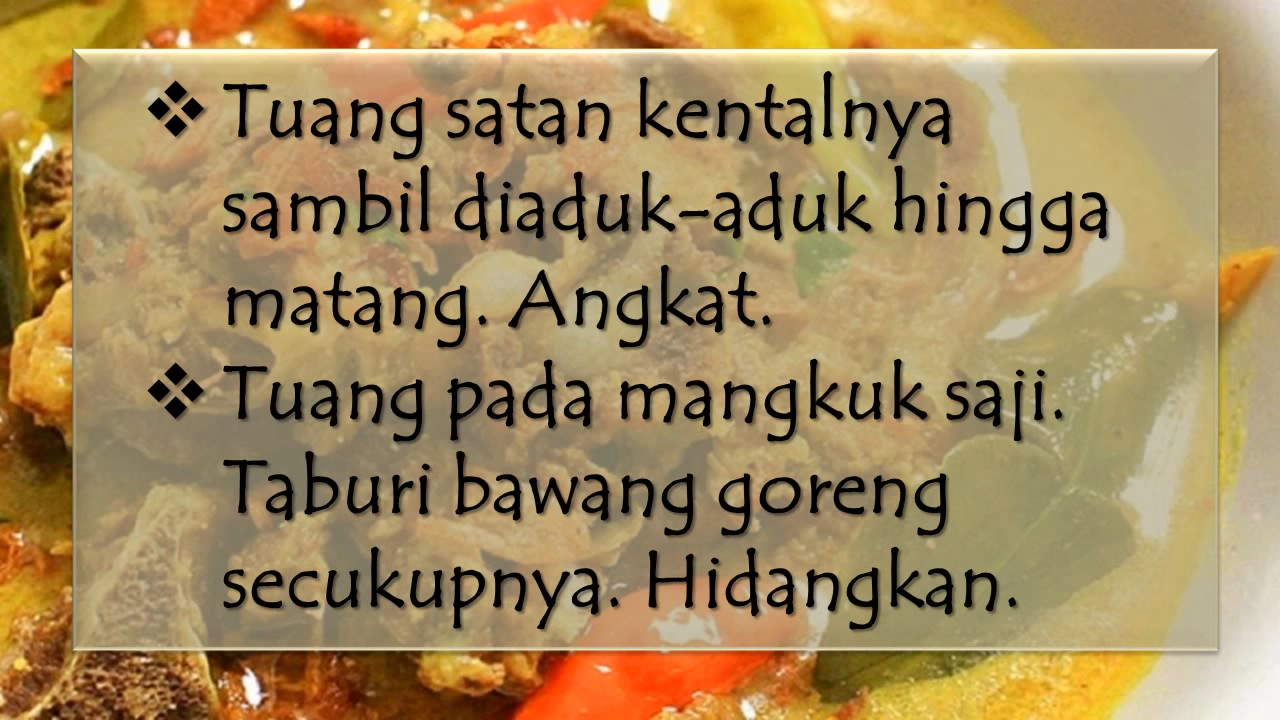 ❖ Tuang satan kentalnya
sambil diaduk-aduk hingga
matang. Angkat.
❖ Tuang pada mangkuk saji.
Taburi bawang goreng
secukupnya. Hidangkan.